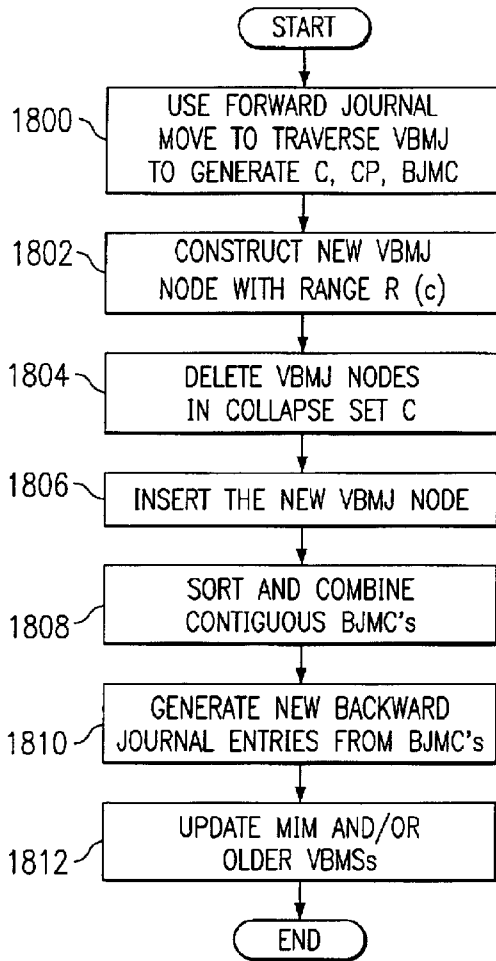 START
1800
USE FORWARD JOURNAL
MOVE TO TRAVERSE VBMJ
TO GENERATE C, CP, BJMC
1802
CONSTRUCT NEW VBMJ
NODE WITH RANGE R (c)
1804
DELETE VBMJ NODES
IN COLLAPSE SET C
1806
INSERT THE NEW VBMJ NODE
1808
SORT AND COMBINE
CONTIGUOUS BJMC's
1810
GENERATE NEW BACKWARD
JOURNAL ENTRIES FROM BJMC's
1812
UPDATE MIM AND/OR
OLDER VBMSs
END